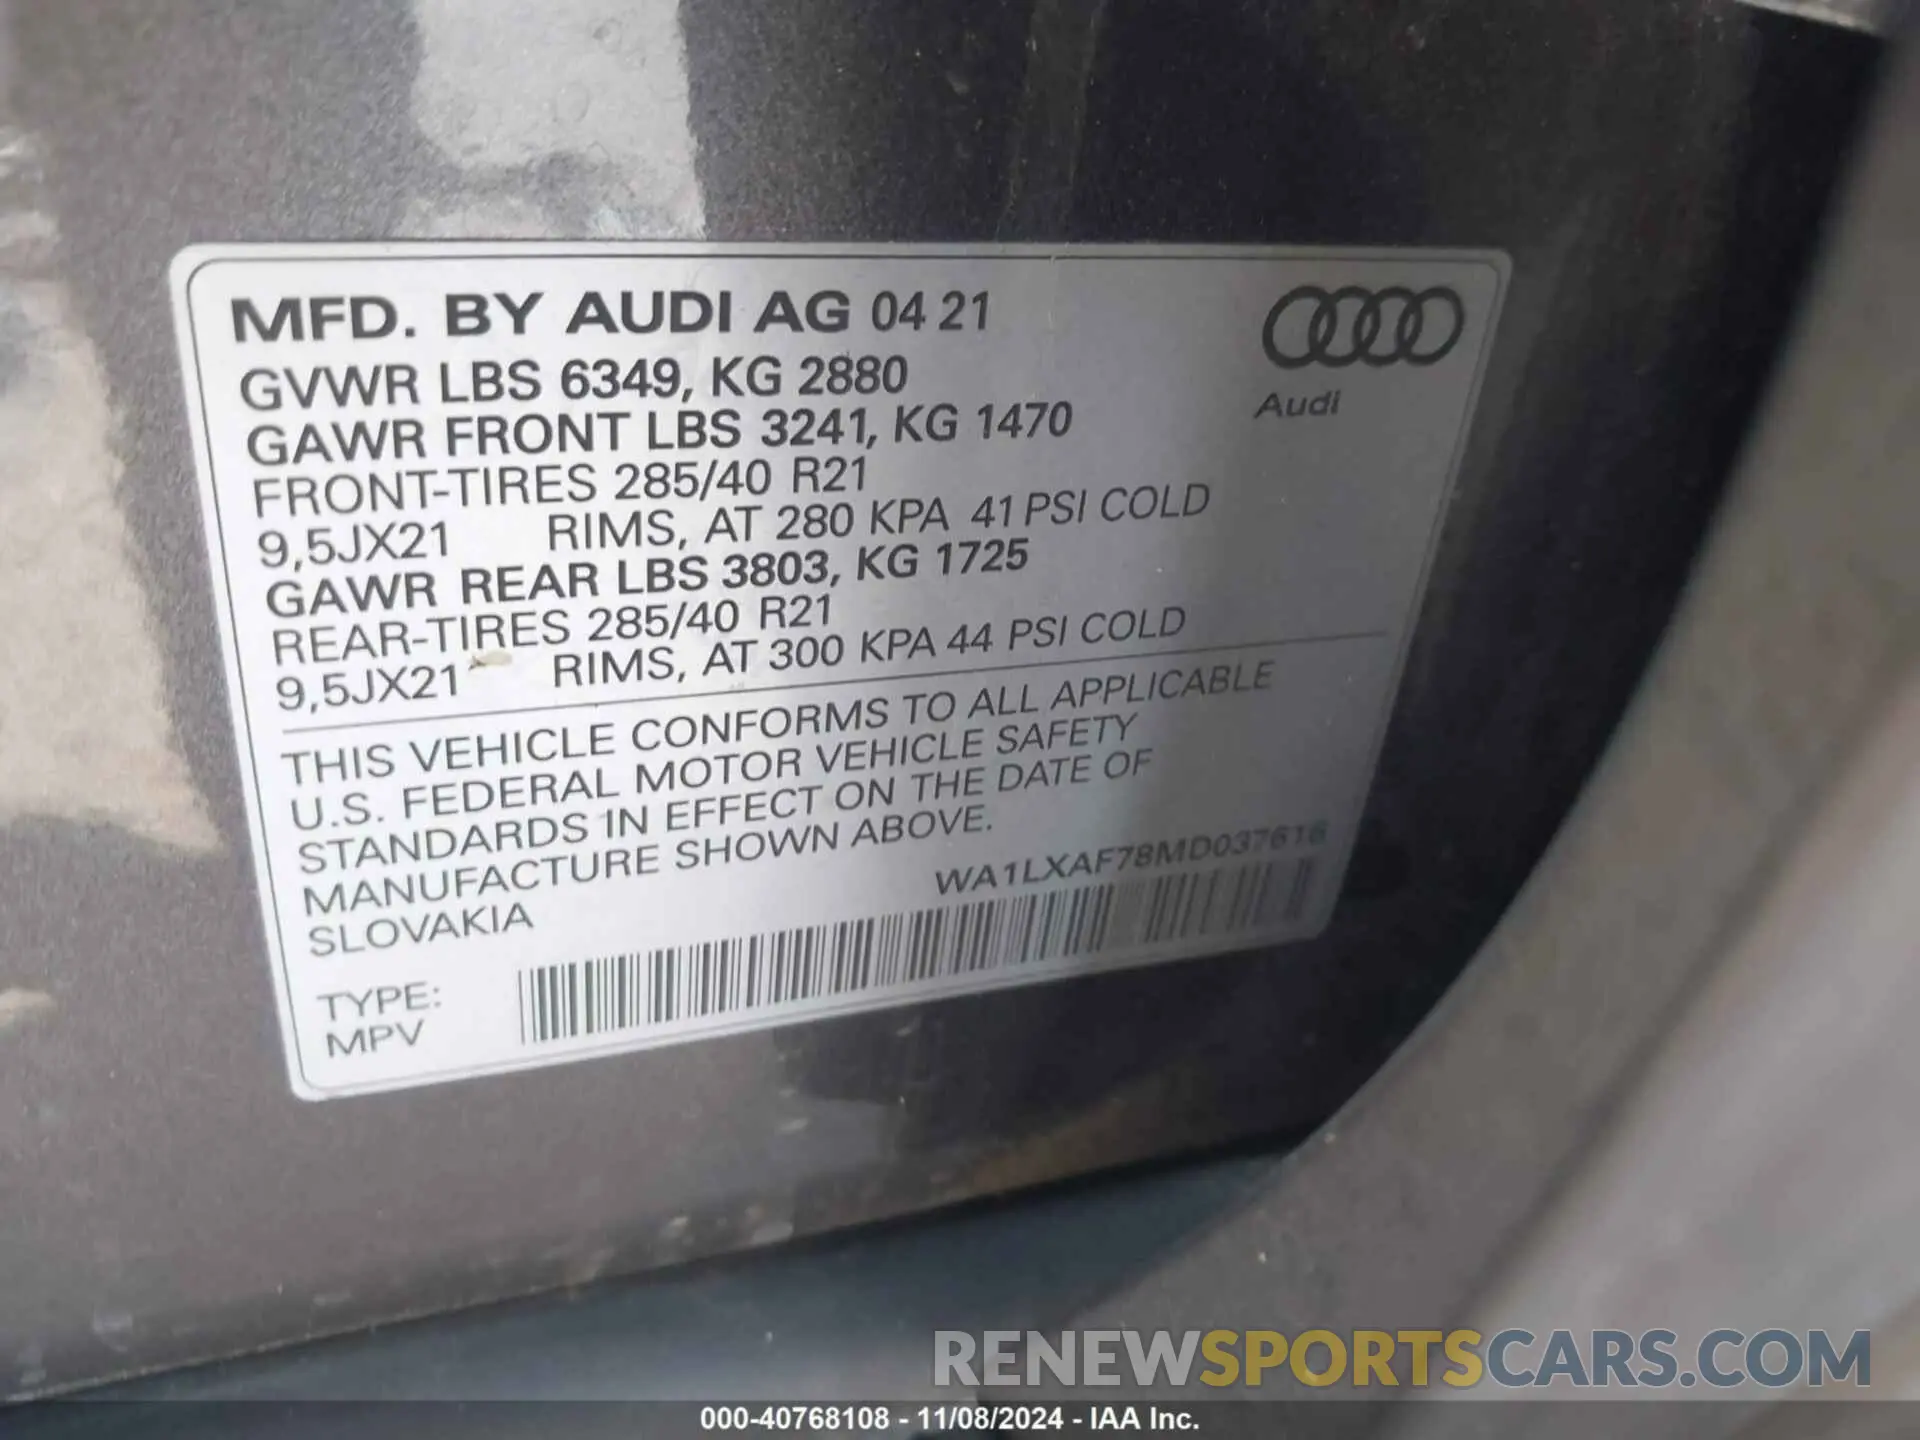 MFD. BY AUDI AG 04 21
GVWR LBS 6349, KG 2880
GAWR FRONT LBS 3241, KG 1470
FRONT-TIRES 285/40 R21
9,5JX21 RIMS, AT 280 KPA 41 PSI COLD
GAWR REAR LBS 3803, KG 1725
REAR-TIRES 285/40 R21
9,5JX21 RIMS, AT 300 KPA 44 PSI COLD
Audi
THIS VEHICLE CONFORMS TO ALL APPLICABLE
U.S. FEDERAL MOTOR VEHICLE SAFETY
STANDARDS IN EFFECT ON THE DATE OF
MANUFACTURE SHOWN ABOVE.
SLOVAKIA
WA1LXAF78MD037616
TYPE:
MPV
RENEWSPORTSCARS.COM
000-40768108 - 11/08/2024 - IAA Inc.